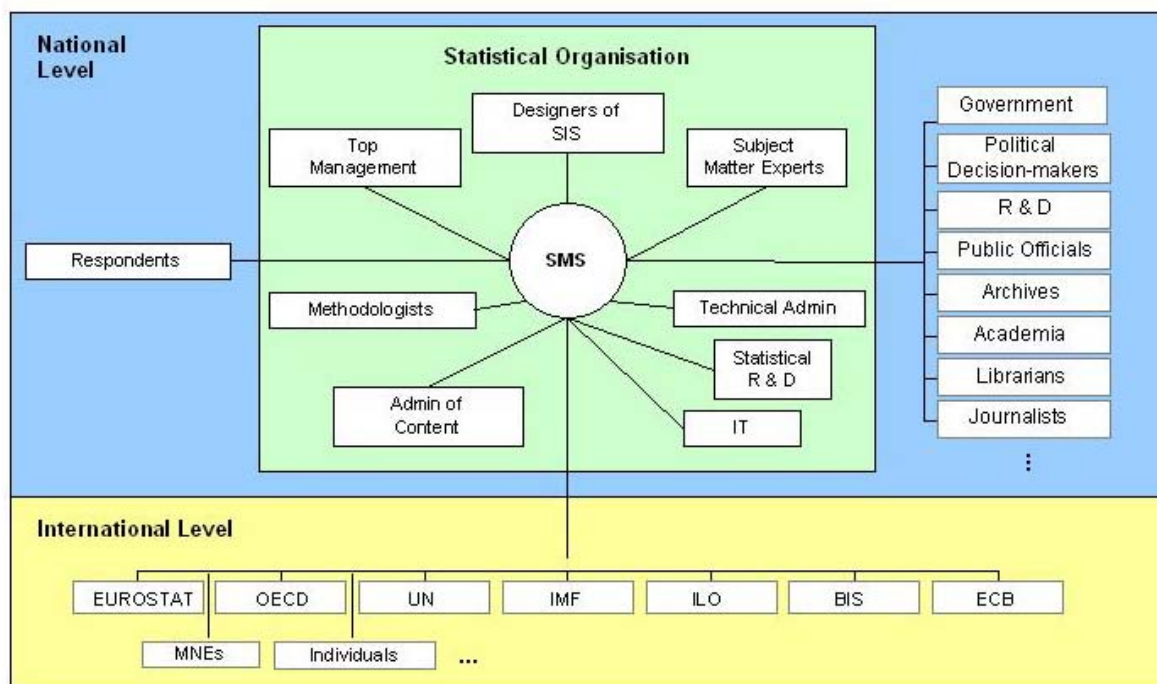 National
Level
Statistical Organisation
Designers of
SIS
Top
Management
Subject
Matter Experts
Respondents
SMS
Methodologists
Technical Admin
Statistical
R & D
Admin of
Content
IT
Government
Political
Decision-makers
R & D
Public Officials
Archives
Academia
Librarians
Journalists
...
International Level
EUROSTAT
OECD
UN
IMF
ILO
BIS
ECB
MNEs
Individuals
...